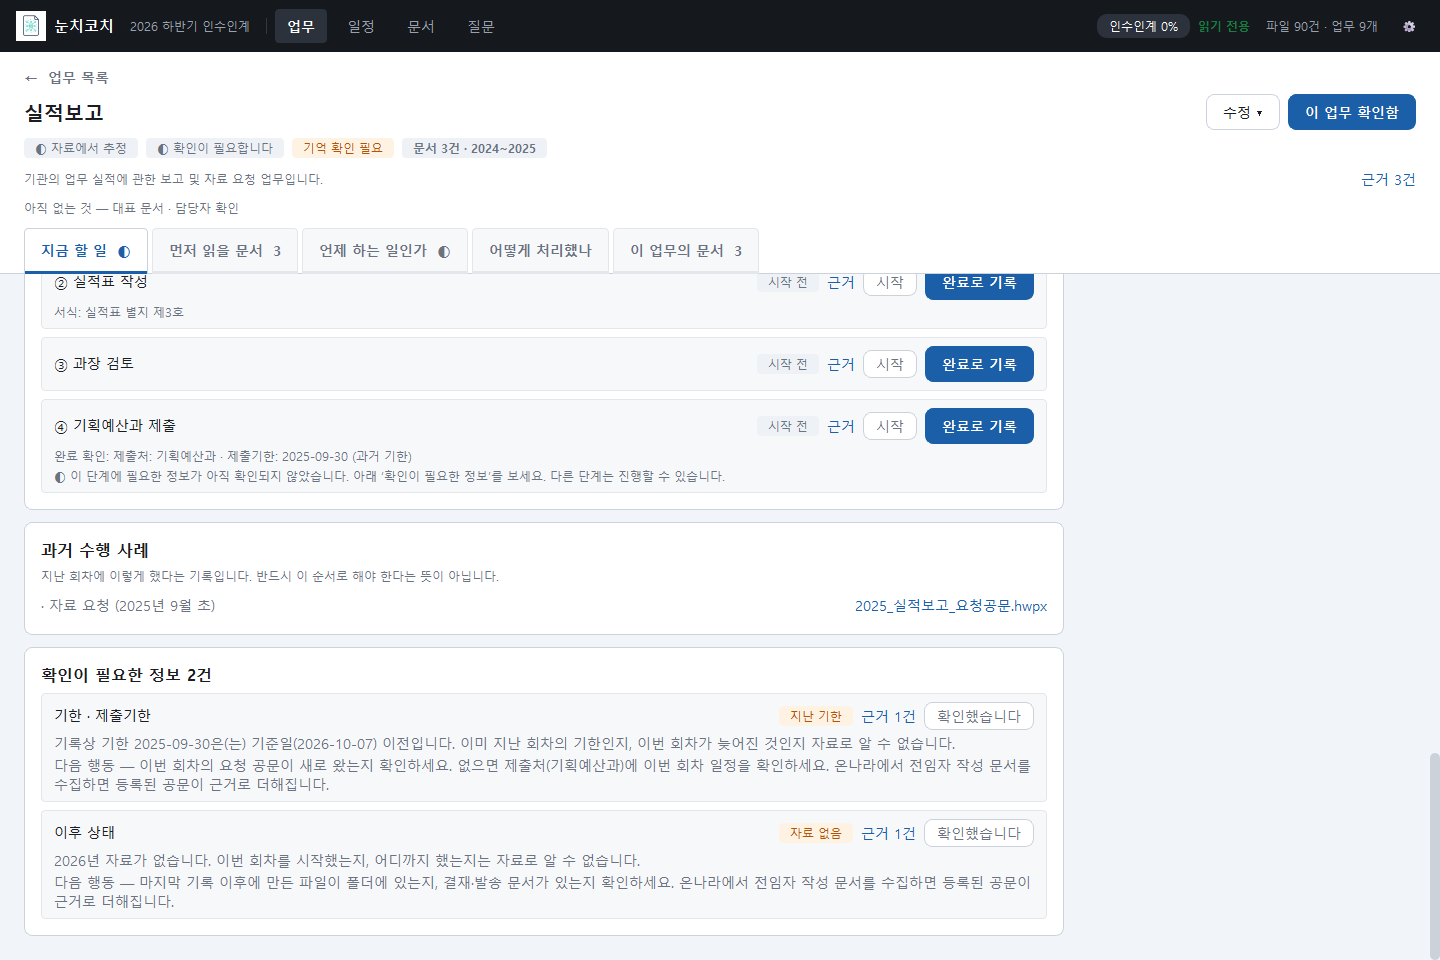 눈치코치 2026 하반기 인수인계 업무 일정 문서 질문 인수인계 0% 읽기 전용 파일 90건 · 업무 9개
← 업무 목록
실적보고 수정 ▾ 이 업무 확인함
◐ 자료에서 추정 ◐ 확인이 필요합니다 기억 확인 필요 문서 3건 · 2024~2025
기관의 업무 실적에 관한 보고 및 자료 요청 업무입니다. 근거 3건
아직 없는 것 — 대표 문서 · 담당자 확인
지금 할 일 ◐ 먼저 읽을 문서 3 언제 하는 일인가 ◐ 어떻게 처리했나 이 업무의 문서 3
② 실적표 작성 시작 전 근거 시작 완료로 기록
서식: 실적표 별지 제3호
③ 과장 검토 시작 전 근거 시작 완료로 기록
④ 기획예산과 제출 시작 전 근거 시작 완료로 기록
완료 확인: 제출처: 기획예산과 · 제출기한: 2025-09-30 (과거 기한)
◐ 이 단계에 필요한 정보가 아직 확인되지 않았습니다. 아래 ‘확인이 필요한 정보’를 보세요. 다른 단계는 진행할 수 있습니다.
과거 수행 사례
지난 회차에 이렇게 했다는 기록입니다. 반드시 이 순서로 해야 한다는 뜻이 아닙니다.
· 자료 요청 (2025년 9월 초) 2025_실적보고_요청공문.hwpx
확인이 필요한 정보 2건
기한 · 제출기한 지난 기한 근거 1건 확인했습니다
기록상 기한 2025-09-30은(는) 기준일(2026-10-07) 이전입니다. 이미 지난 회차의 기한인지, 이번 회차가 늦어진 것인지 자료로 알 수 없습니다.
다음 행동 — 이번 회차의 요청 공문이 새로 왔는지 확인하세요. 없으면 제출처(기획예산과)에 이번 회차 일정을 확인하세요. 온나라에서 전임자 작성 문서를
수집하면 등록된 공문이 근거로 더해집니다.
이후 상태 자료 없음 근거 1건 확인했습니다
2026년 자료가 없습니다. 이번 회차를 시작했는지, 어디까지 했는지는 자료로 알 수 없습니다.
다음 행동 — 마지막 기록 이후에 만든 파일이 폴더에 있는지, 결재·발송 문서가 있는지 확인하세요. 온나라에서 전임자 작성 문서를 수집하면 등록된 공문이
근거로 더해집니다.